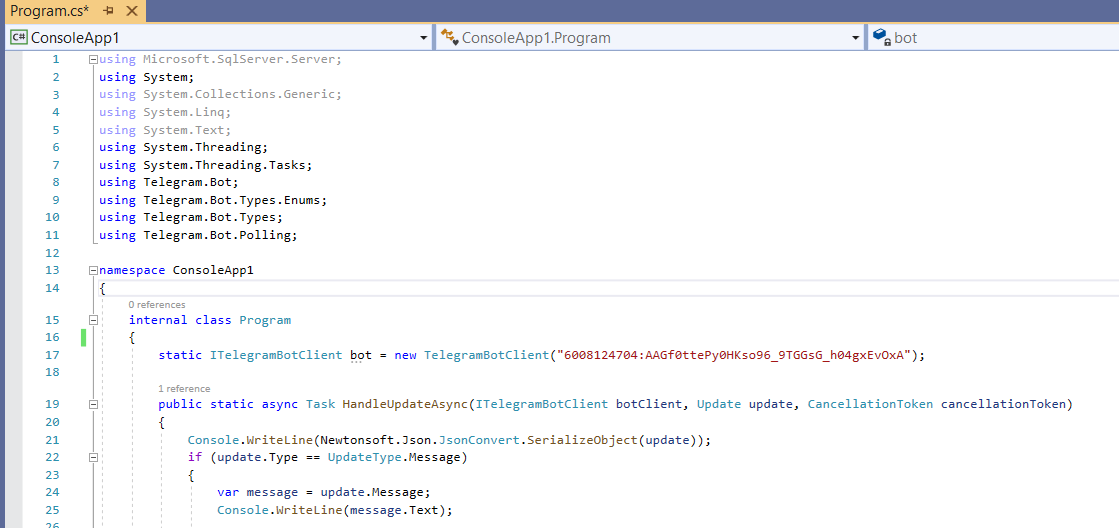 Program.cs*
ConsoleApp1
ConsoleApp1.Program
bot
1 using Microsoft.SqlServer.Server;
2 using System;
3 using System.Collections.Generic;
4 using System.Linq;
5 using System.Text;
6 using System.Threading;
7 using System.Threading.Tasks;
8 using Telegram.Bot;
9 using Telegram.Bot.Types.Enums;
10 using Telegram.Bot.Types;
11 using Telegram.Bot.Polling;
12
13 namespace ConsoleApp1
14 {
0 references
15 internal class Program
16 {
17 static ITelegramBotClient bot = new TelegramBotClient("6008124704:AAGf0ttePy0HKso96_9TGGsG_h04gxEvOxA");
18
1 reference
19 public static async Task HandleUpdateAsync(ITelegramBotClient botClient, Update update, CancellationToken cancellationToken)
20 {
21 Console.WriteLine(Newtonsoft.Json.JsonConvert.SerializeObject(update));
22 if (update.Type == UpdateType.Message)
23 {
24 var message = update.Message;
25 Console.WriteLine(message.Text);
26